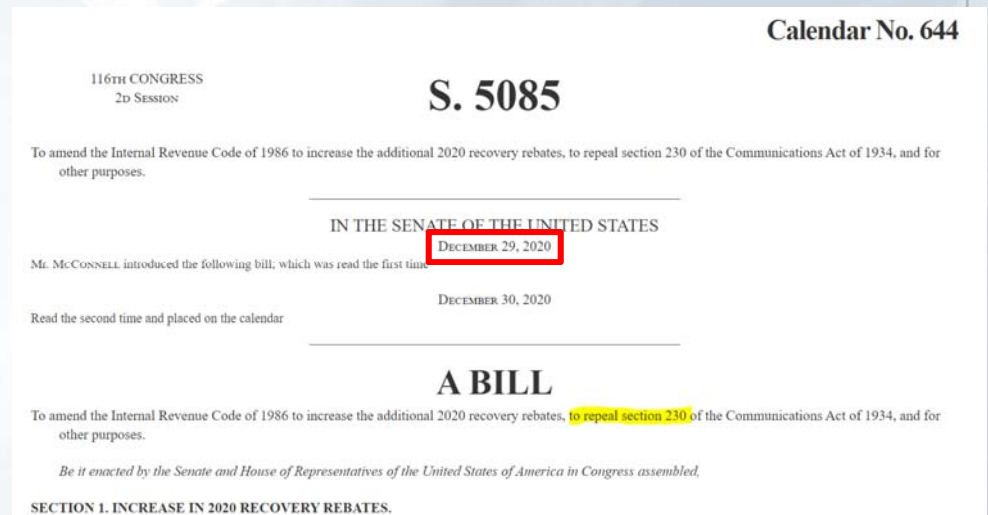 Calendar No. 644
116TH CONGRESS
2D SESSION
S. 5085
To amend the Internal Revenue Code of 1986 to increase the additional 2020 recovery rebates, to repeal section 230 of the Communications Act of 1934, and for
other purposes.
IN THE SENATE OF THE UNITED STATES
DECEMBER 29, 2020
Mr. MCCONNELL introduced the following bill; which was read the first time
DECEMBER 30, 2020
Read the second time and placed on the calendar
A BILL
To amend the Internal Revenue Code of 1986 to increase the additional 2020 recovery rebates, to repeal section 230 of the Communications Act of 1934, and for
other purposes.
Be it enacted by the Senate and House of Representatives of the United States of America in Congress assembled,
SECTION 1. INCREASE IN 2020 RECOVERY REBATES.